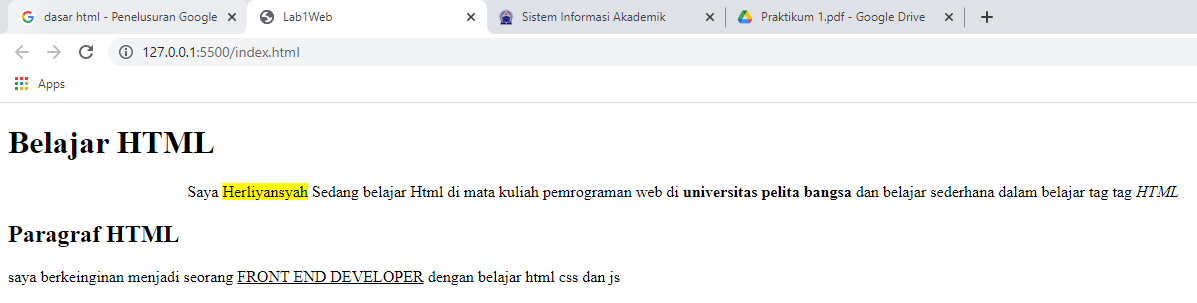 dasar html - Penelusuran Google
Lab1Web
Sistem Informasi Akademik
Praktikum 1.pdf - Google Drive
127.0.0.1:5500/index.html
Apps
Belajar HTML
Saya Herliyansyah Sedang belajar Html di mata kuliah pemrograman web di universitas pelita bangsa dan belajar sederhana dalam belajar tag tag HTML
Paragraf HTML
saya berkeinginan menjadi seorang FRONT END DEVELOPER dengan belajar html css dan js